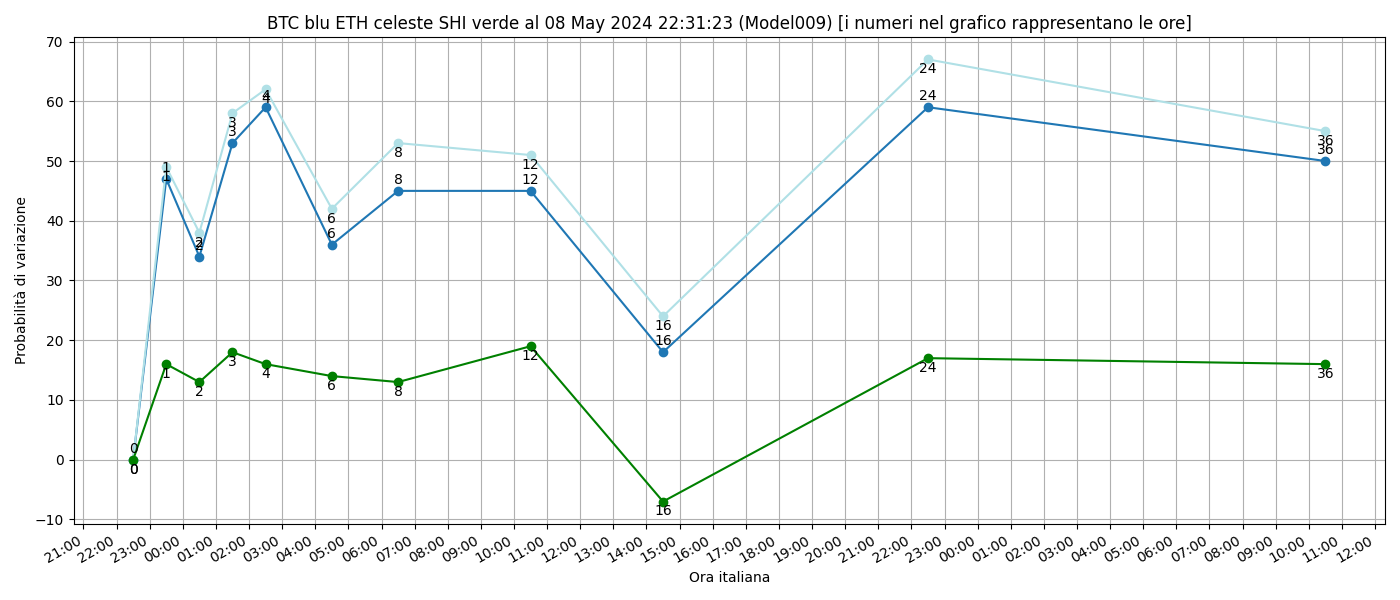 BTC blu ETH celeste SHI verde al 08 May 2024 22:31:23 (Model009) [i numeri nel grafico rappresentano le ore]
Probabilità di variazione
70
60
50
40
30
20
10
0
−10
0 1 2 3 4 6 8 12 16 24 36
0 1 2 3 4 6 8 12 16 24 36
0 1 2 3 4 6 8 12 16 24 36
21:00 22:00 23:00 00:00 01:00 02:00 03:00 04:00 05:00 06:00 07:00 08:00 09:00 10:00 11:00 12:00 13:00 14:00 15:00 16:00 17:00 18:00 19:00 20:00 21:00 22:00 23:00 00:00 01:00 02:00 03:00 04:00 05:00 06:00 07:00 08:00 09:00 10:00 11:00 12:00
Ora italiana